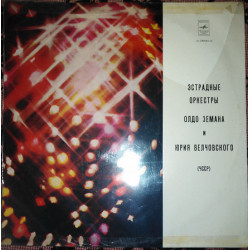 ЭСТРАДНЫЕ
ОРКЕСТРЫ
ОЛДО ЗЕМАНА
И
ЮРИЯ ВЕЛЧОВСКОГО
(ЧССР)